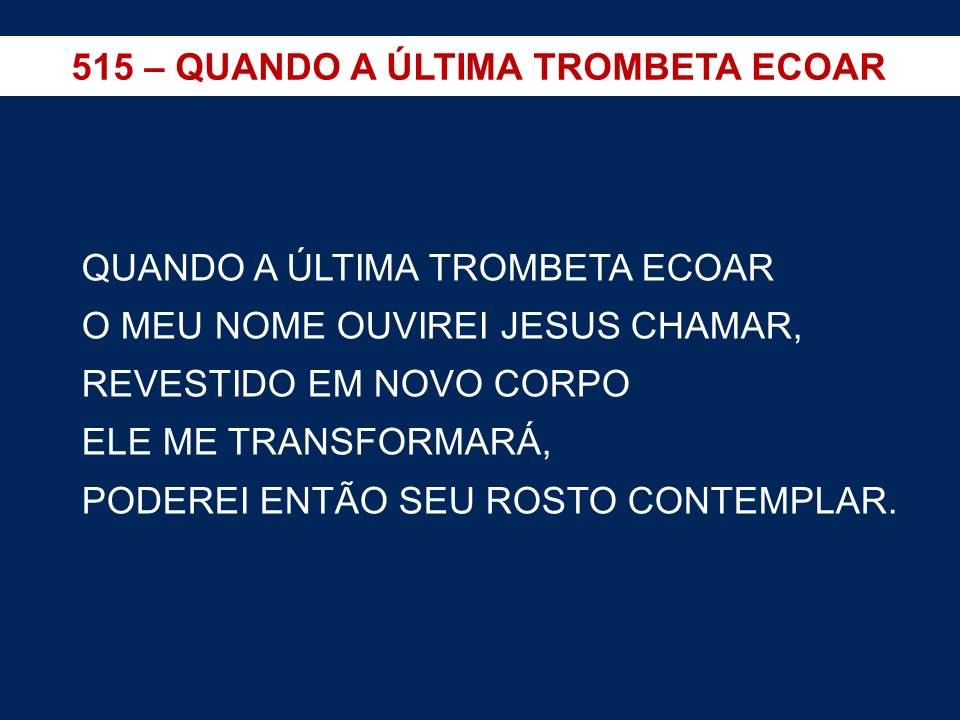 515 – QUANDO A ÚLTIMA TROMBETA ECOAR
QUANDO A ÚLTIMA TROMBETA ECOAR
O MEU NOME OUVIREI JESUS CHAMAR,
REVESTIDO EM NOVO CORPO
ELE ME TRANSFORMARÁ,
PODEREI ENTÃO SEU ROSTO CONTEMPLAR.